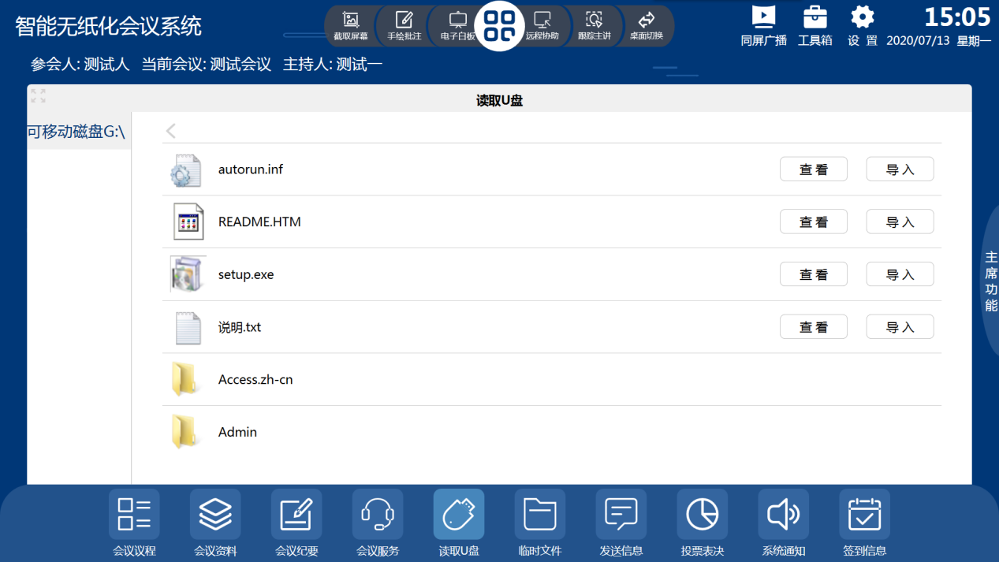 智能无纸化会议系统
截取屏幕
手绘批注
电子白板
远程协助
跟踪主讲
桌面切换
同屏广播
工具箱
设 置
15:05
2020/07/13 星期一
参会人: 测试人 当前会议: 测试会议 主持人: 测试一
读取U盘
可移动磁盘G:\
autorun.inf 查 看 导 入
README.HTM 查 看 导 入
setup.exe 查 看 导 入
说明.txt 查 看 导 入
Access.zh-cn
Admin
主席功能
会议议程
会议资料
会议纪要
会议服务
读取U盘
临时文件
发送信息
投票表决
系统通知
签到信息